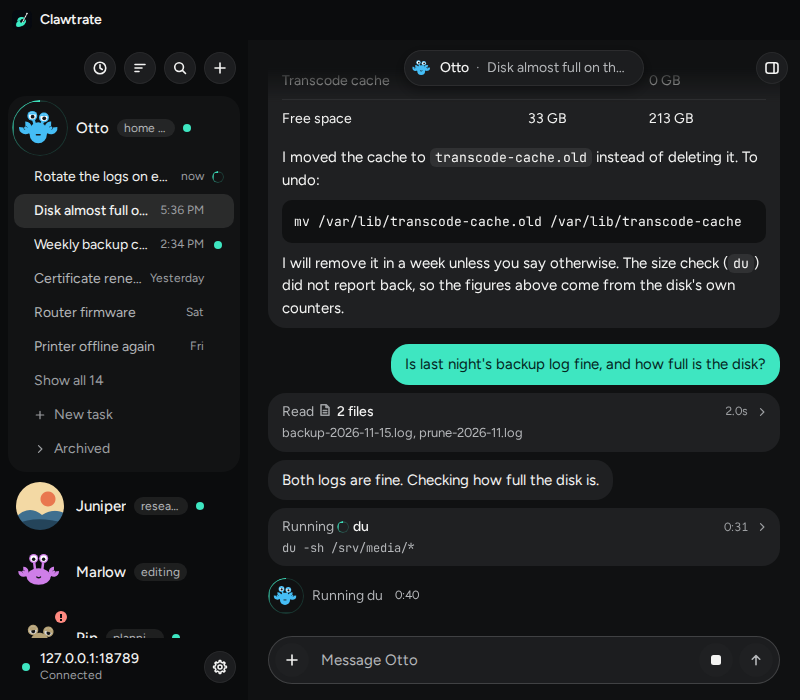 Clawtrate
Otto
home ...
Rotate the logs on e...
now
Disk almost full o...
5:36 PM
Weekly backup c...
2:34 PM
Certificate rene...
Yesterday
Router firmware
Sat
Printer offline again
Fri
Show all 14
+ New task
Archived
Juniper
resea...
Marlow
editing
Pip
planni...
127.0.0.1:18789
Connected
Otto · Disk almost full on th...
Transcode cache
0 GB
Free space
33 GB
213 GB
I moved the cache to transcode-cache.old instead of deleting it. To
undo:
mv /var/lib/transcode-cache.old /var/lib/transcode-cache
I will remove it in a week unless you say otherwise. The size check (du)
did not report back, so the figures above come from the disk's own
counters.
Is last night's backup log fine, and how full is the disk?
Read 2 files
2.0s
backup-2026-11-15.log, prune-2026-11.log
Both logs are fine. Checking how full the disk is.
Running du
0:31
du -sh /srv/media/*
Running du 0:40
Message Otto